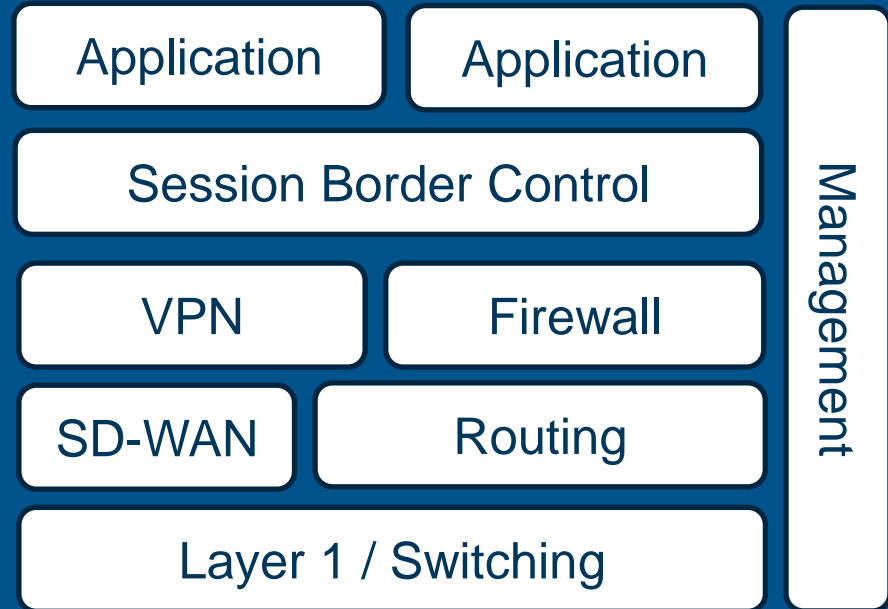 Application
Application
Session Border Control
VPN
Firewall
SD-WAN
Routing
Layer 1 / Switching
Management